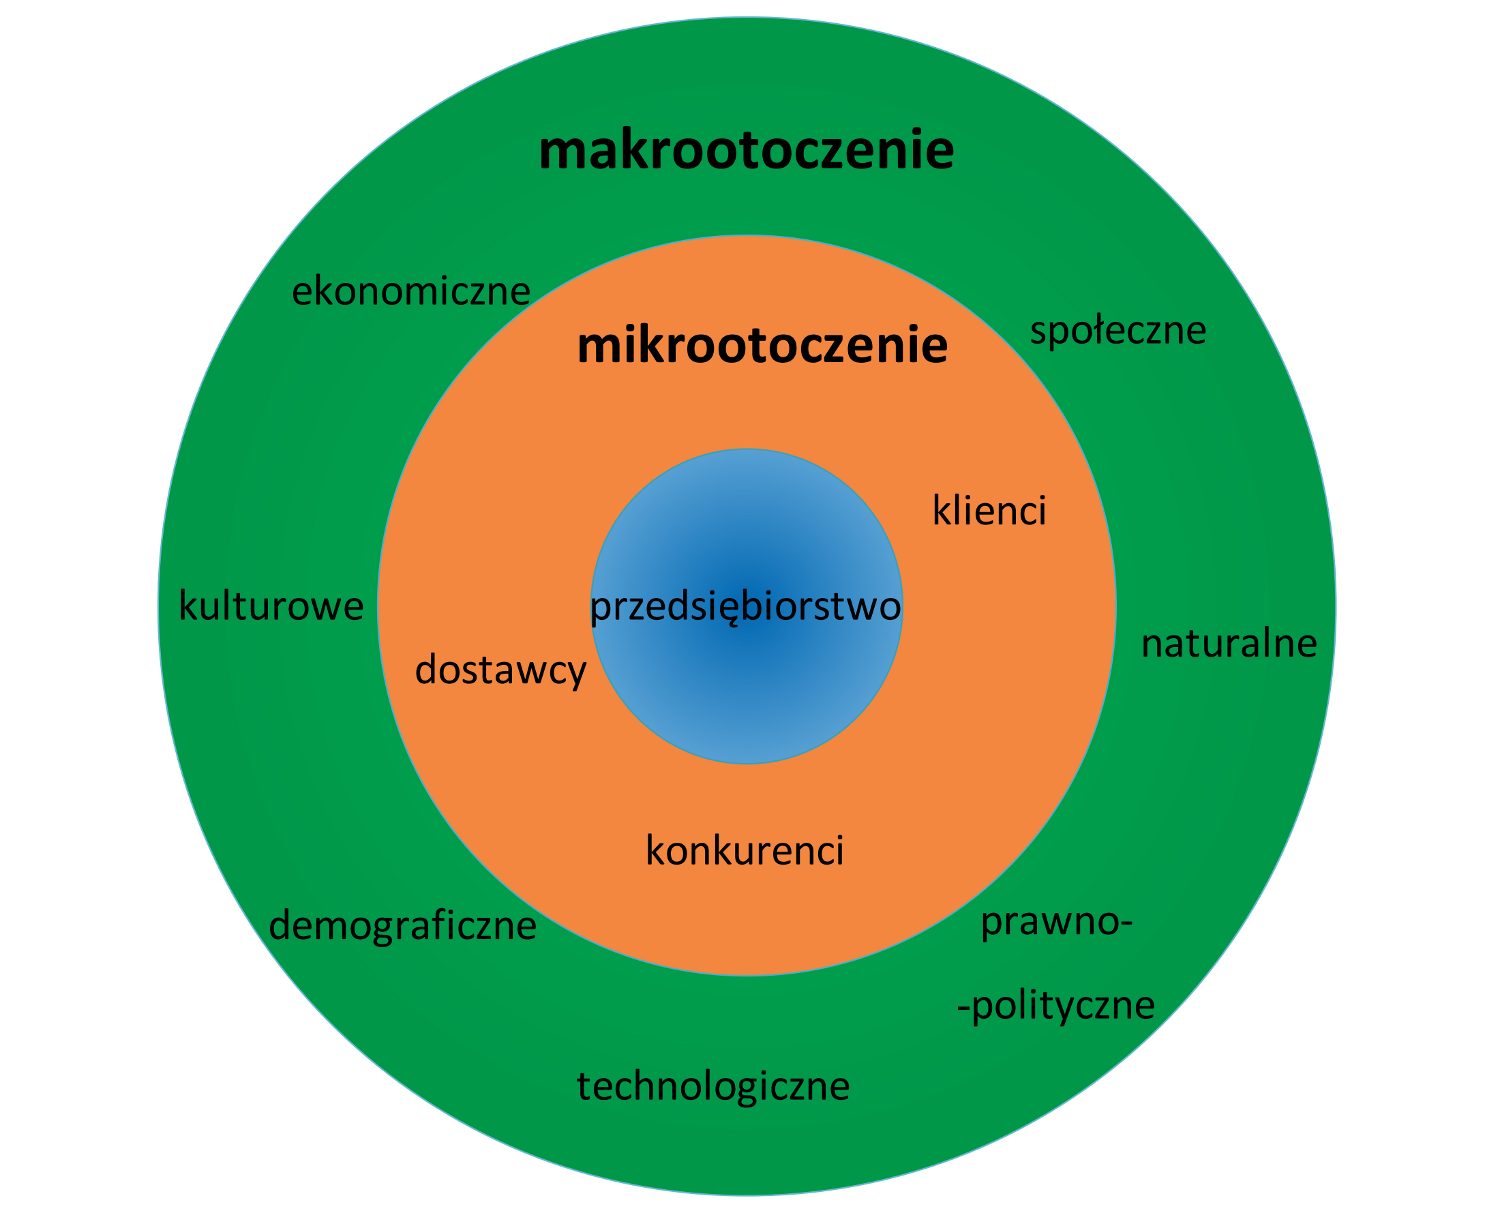 makrootoczenie
ekonomiczne
społeczne
mikrootoczenie
klienci
przedsiębiorstwo
kulturowe
naturalne
dostawcy
konkurenci
demograficzne
prawno-
-polityczne
technologiczne